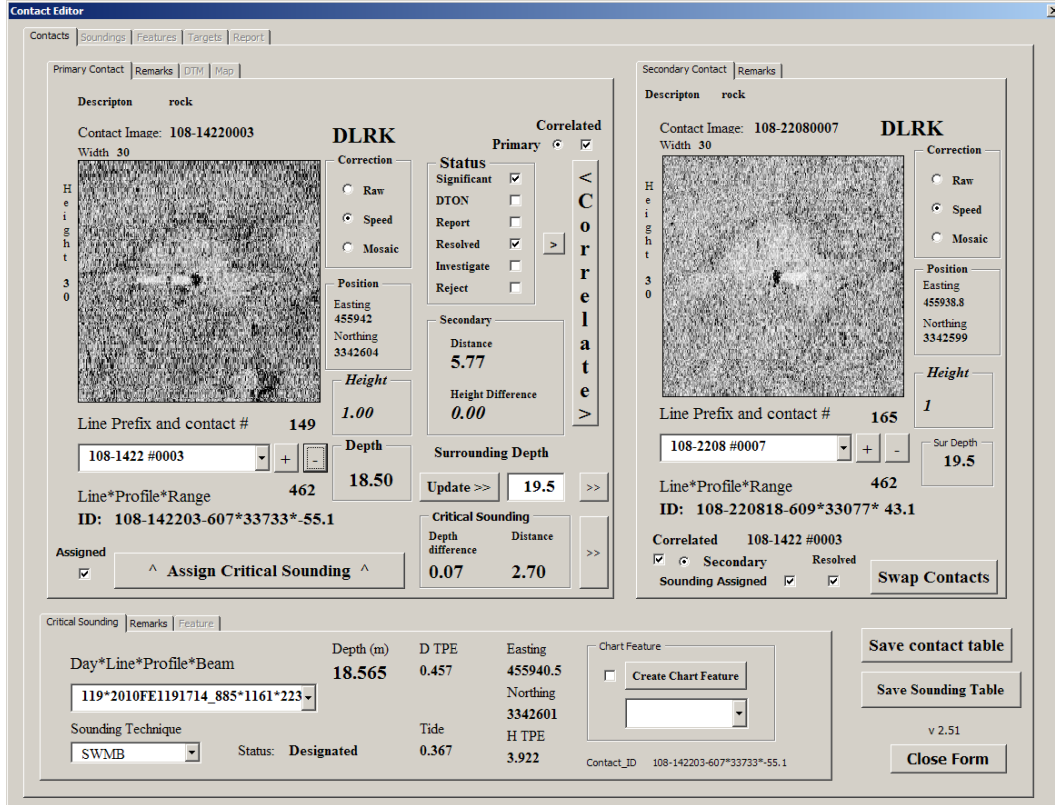 Contact Editor
Contacts Soundings Features Targets Report
Primary Contact Remarks DTM Map
Descripton rock
Contact Image: 108-14220003
DLRK
Width 30
Height 30
Correction
Raw
Speed
Mosaic
Position
Easting
455942
Northing
3342604
Height
1.00
Depth
18.50
Correlated
Primary
Status
Significant
DTON
Report
Resolved
Investigate
Reject
>
< Correlate >
Secondary
Distance
5.77
Height Difference
0.00
Line Prefix and contact # 149
108-1422 #0003 + -
Line*Profile*Range 462
ID: 108-142203-607*33733*-55.1
Surrounding Depth
Update >> 19.5 >>
Critical Sounding
Depth difference Distance
0.07 2.70
>>
Assigned
^ Assign Critical Sounding ^
Secondary Contact Remarks
Descripton rock
Contact Image: 108-22080007
DLRK
Width 30
Height 30
Correction
Raw
Speed
Mosaic
Position
Easting
455938.8
Northing
3342599
Height
1
Sur Depth
19.5
Line Prefix and contact # 165
108-2208 #0007 + -
Line*Profile*Range 462
ID: 108-220818-609*33077* 43.1
Correlated 108-1422 #0003
Secondary Resolved
Sounding Assigned
Swap Contacts
Critical Sounding Remarks Feature
Day*Line*Profile*Beam
119*2010FE1191714_885*1161*223
Sounding Technique
SWMB
Status: Designated
Depth (m)
18.565
D TPE
0.457
Tide
0.367
Easting
455940.5
Northing
3342601
H TPE
3.922
Chart Feature
Create Chart Feature
Contact_ID 108-142203-607*33733*-55.1
Save contact table
Save Sounding Table
v 2.51
Close Form